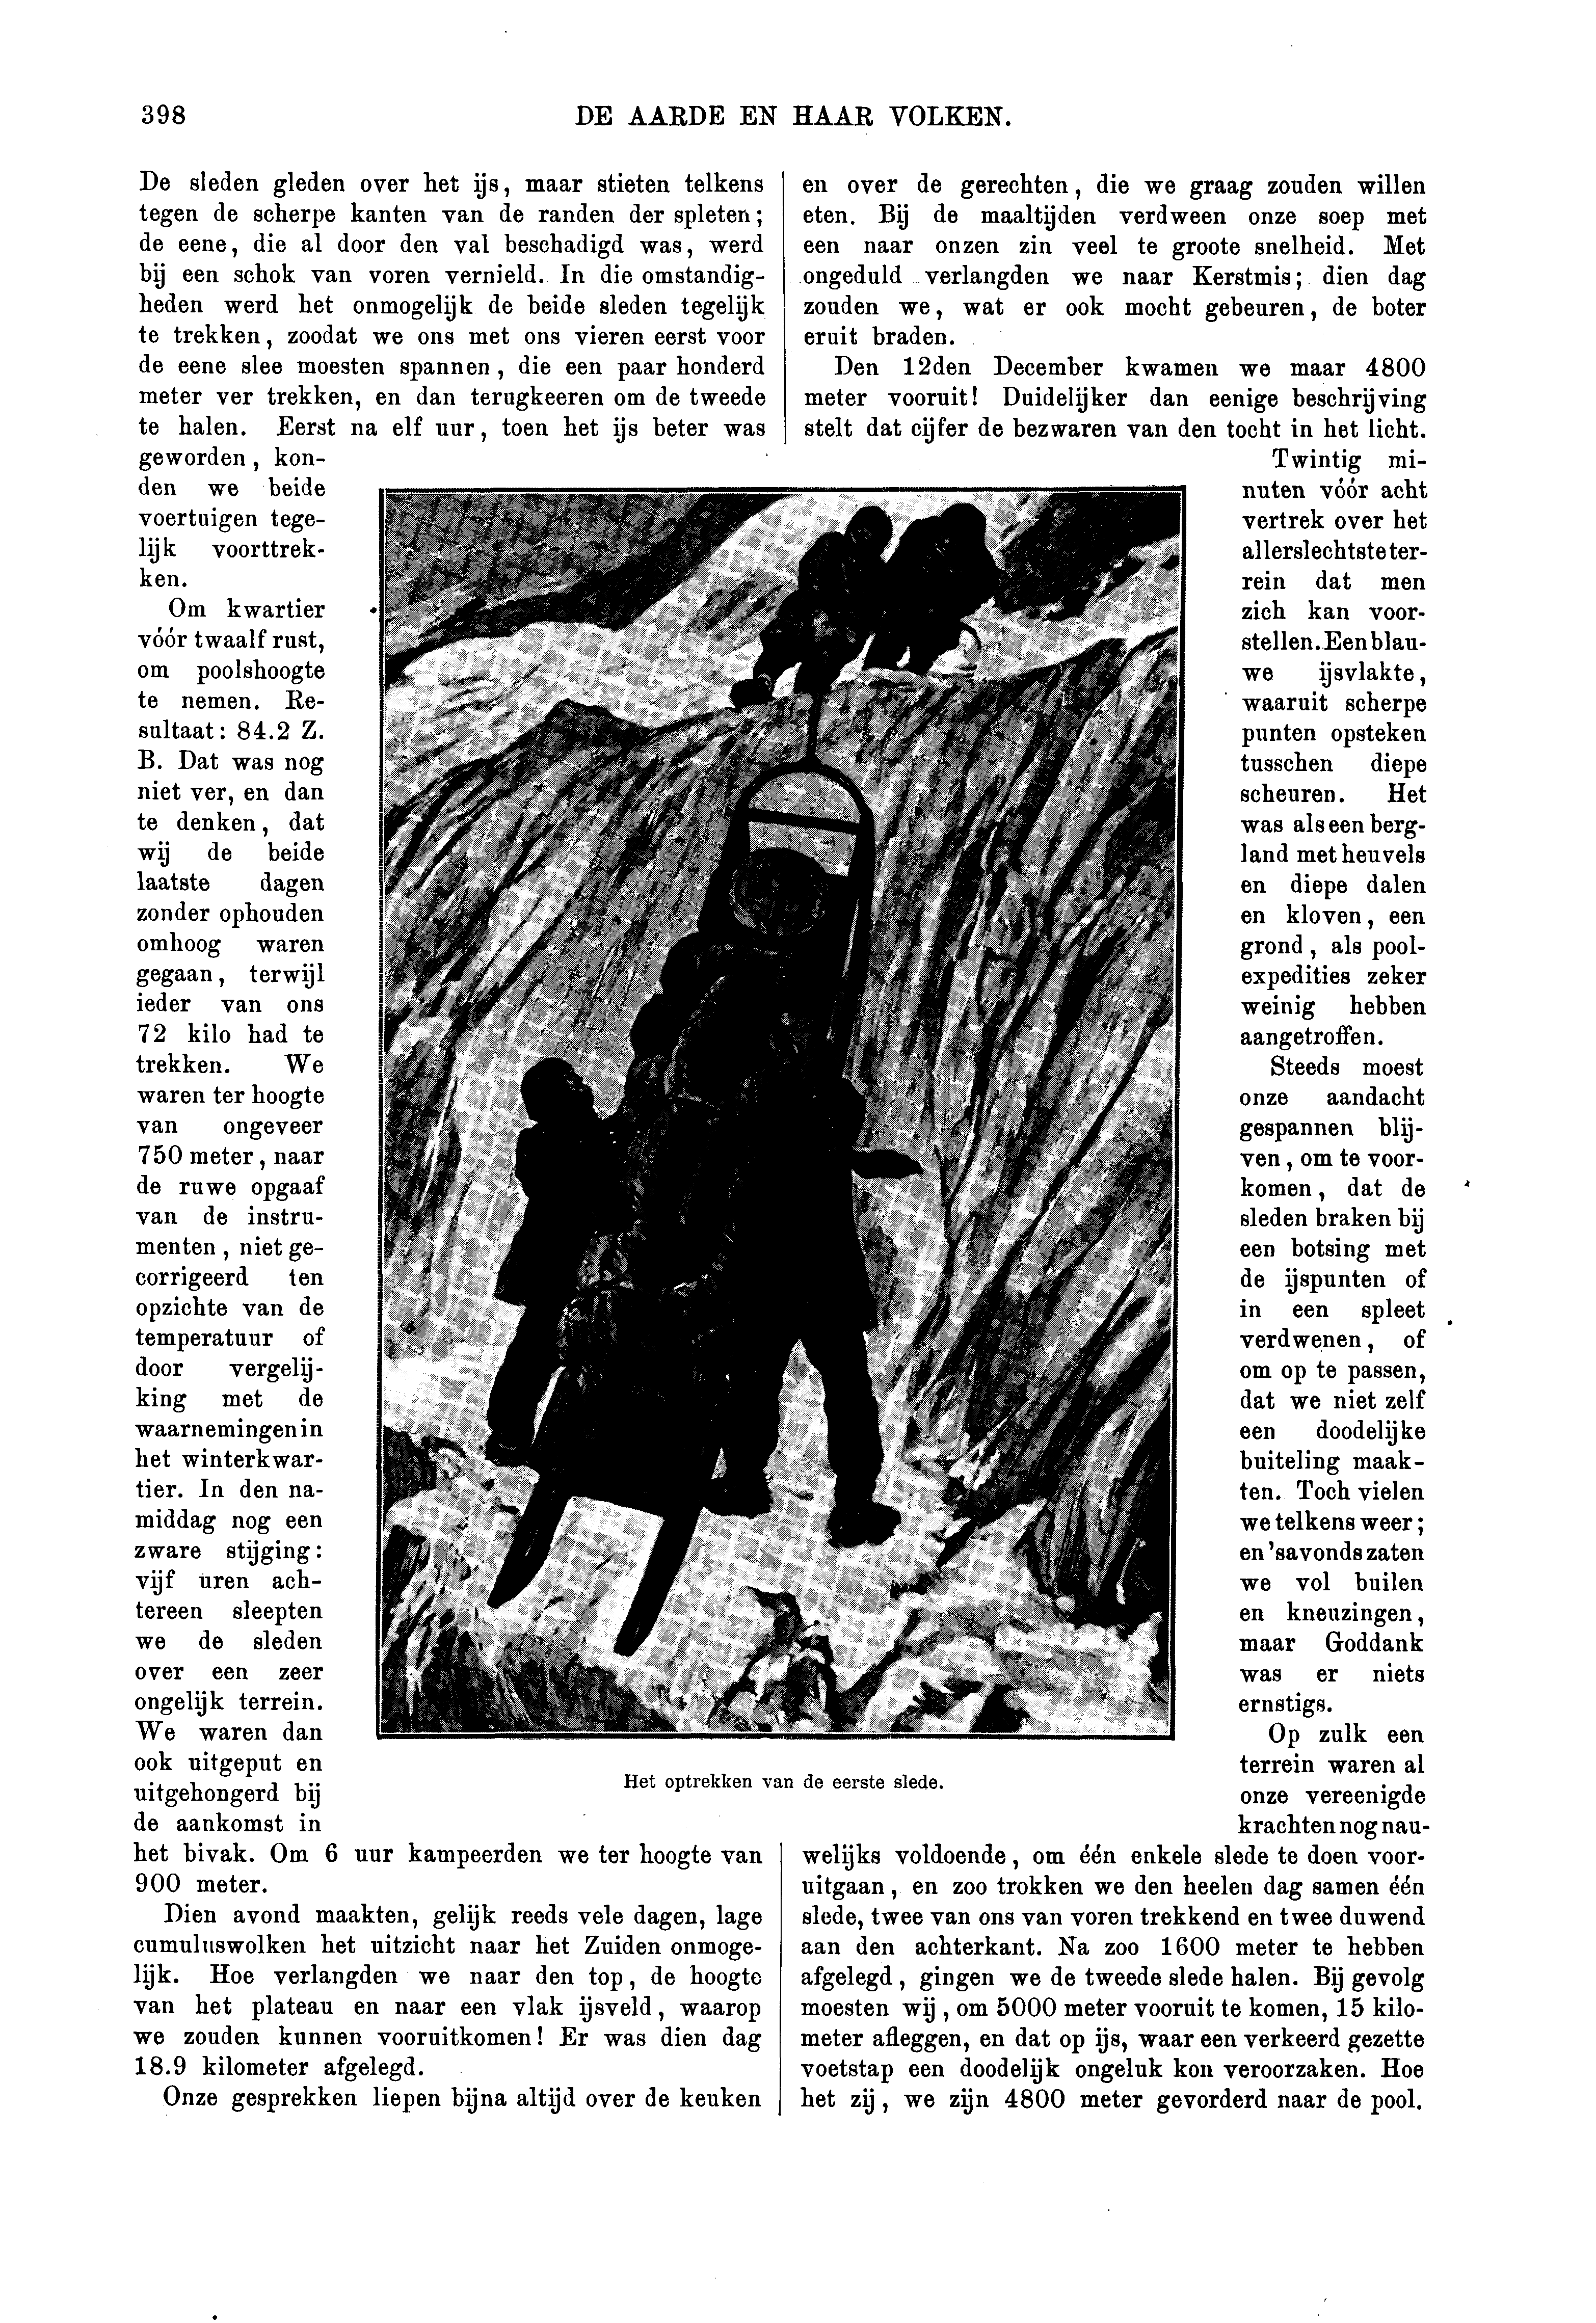 398
DE AARDE EN HAAR VOLKEN.
De sleden gleden over het ijs, maar stieten telkens
tegen de scherpe kanten van de randen der spleten;
de eene, die al door den val beschadigd was, werd
bij een schok van voren vernield. In die omstandig-
heden werd het onmogelijk de beide sleden tegelijk
te trekken, zoodat we ons met ons vieren eerst voor
de eene slee moesten spannen, die een paar honderd
meter ver trekken, en dan terugkeeren om de tweede
te halen. Eerst na elf uur, toen het ijs beter was
geworden, kon-
den we beide
voertuigen tege-
lijk voorttrek-
ken.
Om kwartier
vóór twaalf rust,
om poolshoogte
te nemen. Re-
sultaat: 84.2 Z.
B. Dat was nog
niet ver, en dan
te denken, dat
wij de beide
laatste dagen
zonder ophouden
omhoog waren
gegaan, terwijl
ieder van ons
72 kilo had te
trekken. We
waren ter hoogte
van ongeveer
750 meter, naar
de ruwe opgaaf
van de instru-
menten, niet ge-
corrigeerd ten
opzichte van de
temperatuur of
door vergelij-
king met de
waarnemingen in
het winterkwar-
tier. In den na-
middag nog een
zware stijging:
vijf uren ach-
tereen sleepten
we de sleden
over een zeer
ongelijk terrein.
We waren dan
ook uitgeput en
uitgehongerd bij
de aankomst in
het bivak. Om 6 uur kampeerden we ter hoogte van
900 meter.
Dien avond maakten, gelijk reeds vele dagen, lage
cumuluswolken het uitzicht naar het Zuiden onmoge-
lijk. Hoe verlangden we naar den top, de hoogte
van het plateau en naar een vlak ijsveld, waarop
we zouden kunnen vooruitkomen! Er was dien dag
18.9 kilometer afgelegd.
Onze gesprekken liepen bijna altijd over de keuken
en over de gerechten, die we graag zouden willen
eten. Bij de maaltijden verdween onze soep met
een naar onzen zin veel te groote snelheid. Met
ongeduld verlangden we naar Kerstmis; dien dag
zouden we, wat er ook mocht gebeuren, de boter
eruit braden.
Den 12den December kwamen we maar 4800
meter vooruit! Duidelijker dan eenige beschrijving
stelt dat cijfer de bezwaren van den tocht in het licht.
Twintig mi-
nuten vóór acht
vertrek over het
allerslechtste ter-
rein dat men
zich kan voor-
stellen. Een blau-
we ijsvlakte,
waaruit scherpe
punten opsteken
tusschen diepe
scheuren. Het
was als een berg-
land met heuvels
en diepe dalen
en kloven, een
grond, als pool-
expedities zeker
weinig hebben
aangetroffen.
Steeds moest
onze aandacht
gespannen blij-
ven, om te voor-
komen, dat de
sleden braken bij
een botsing met
de ijspunten of
in een spleet
verdwenen, of
om op te passen,
dat we niet zelf
een doodelijke
buiteling maak-
ten. Toch vielen
we telkens weer;
en 's avonds zaten
we vol builen
en kneuzingen,
maar Goddank
was er niets
ernstigs.
Op zulk een
terrein waren al
onze vereenigde
krachten nog nau-
welijks voldoende, om één enkele slede te doen voor-
uitgaan, en zoo trokken we den heelen dag samen één
slede, twee van ons van voren trekkend en twee duwend
aan den achterkant. Na zoo 1600 meter te hebben
afgelegd, gingen we de tweede slede halen. Bij gevolg
moesten wij, om 5000 meter vooruit te komen, 15 kilo-
meter afleggen, en dat op ijs, waar een verkeerd gezette
voetstap een doodelijk ongeluk kon veroorzaken. Hoe
het zij, we zijn 4800 meter gevorderd naar de pool.
Het optrekken van de eerste slede.